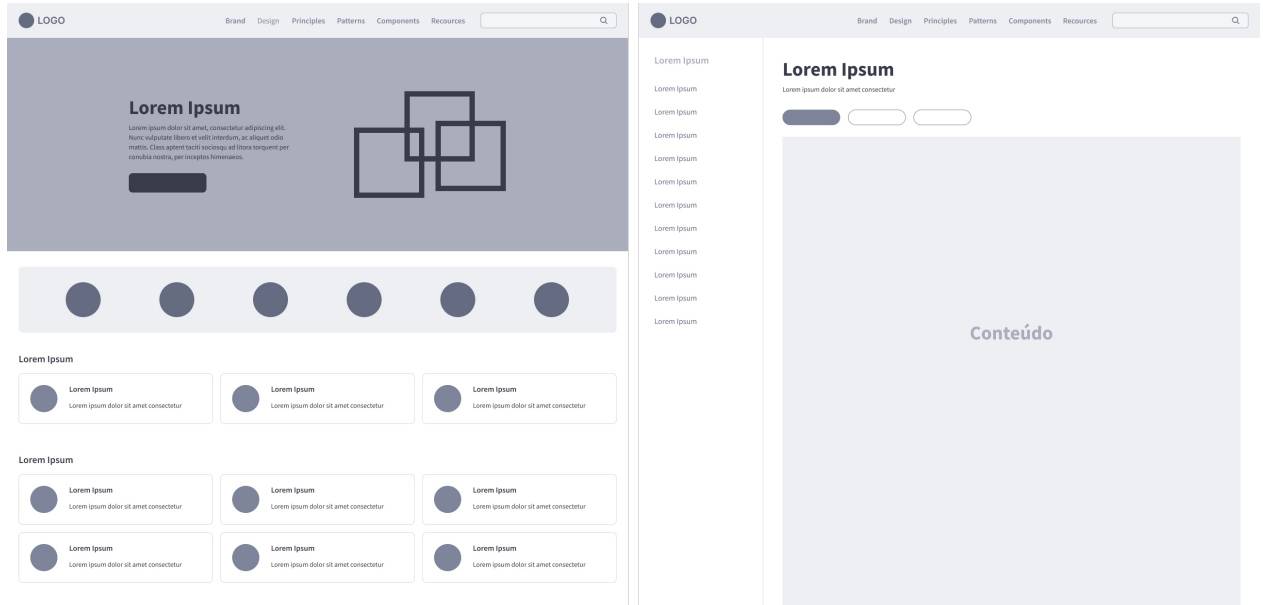 LOGO
Brand Design Principles Patterns Components Recources
Lorem Ipsum
Lorem ipsum dolor sit amet, consectetur adipiscing elit.
Nunc vulputate libero et velit interdum, ac aliquet odio
mattis. Class aptent taciti sociosqu ad litora torquent per
conubia nostra, per inceptos himenaeos.
Lorem Ipsum
Lorem Ipsum
Lorem ipsum dolor sit amet consectetur
Lorem Ipsum
Lorem ipsum dolor sit amet consectetur
Lorem Ipsum
Lorem ipsum dolor sit amet consectetur
Lorem Ipsum
Lorem Ipsum
Lorem ipsum dolor sit amet consectetur
Lorem Ipsum
Lorem ipsum dolor sit amet consectetur
Lorem Ipsum
Lorem ipsum dolor sit amet consectetur
Lorem Ipsum
Lorem ipsum dolor sit amet consectetur
Lorem Ipsum
Lorem ipsum dolor sit amet consectetur
Lorem Ipsum
Lorem ipsum dolor sit amet consectetur
LOGO
Brand Design Principles Patterns Components Recources
Lorem Ipsum
Lorem Ipsum
Lorem Ipsum
Lorem Ipsum
Lorem Ipsum
Lorem Ipsum
Lorem Ipsum
Lorem Ipsum
Lorem Ipsum
Lorem Ipsum
Lorem Ipsum
Lorem Ipsum
Lorem Ipsum
Lorem ipsum dolor sit amet consectetur
Conteúdo